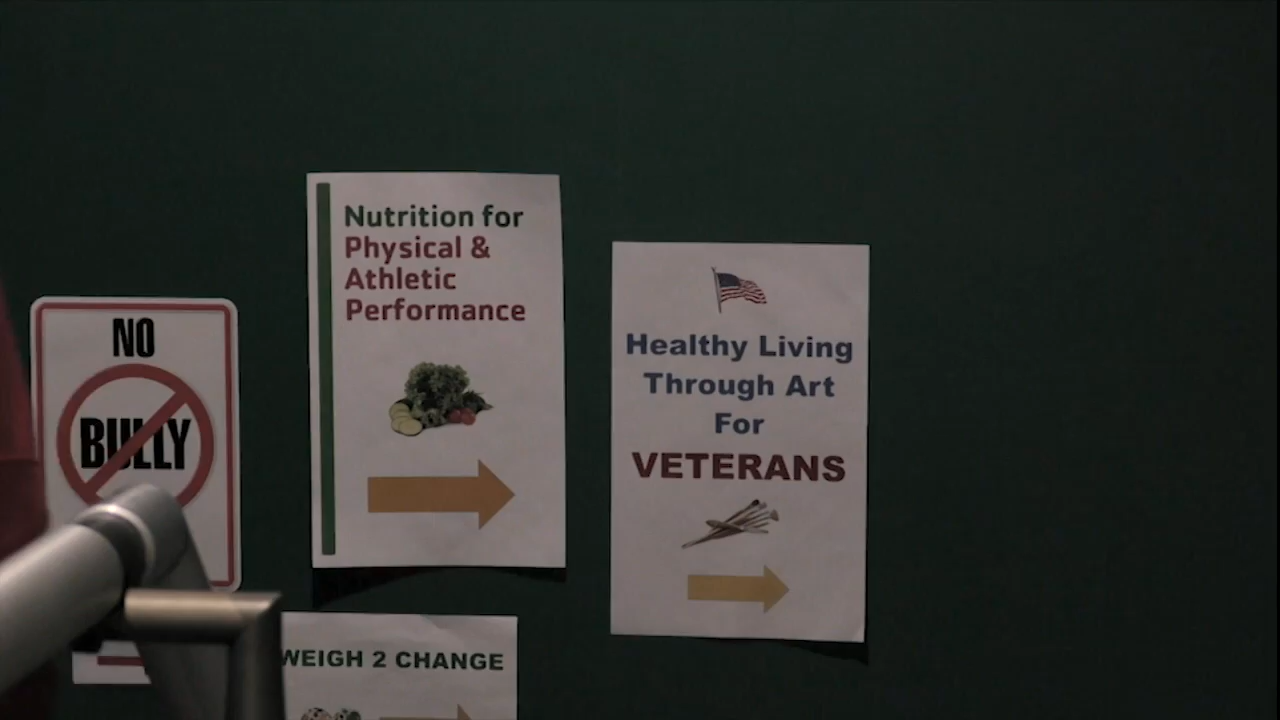 NO
BULLY
Nutrition for
Physical &
Athletic
Performance
Healthy Living
Through Art
For
VETERANS
WEIGH 2 CHANGE